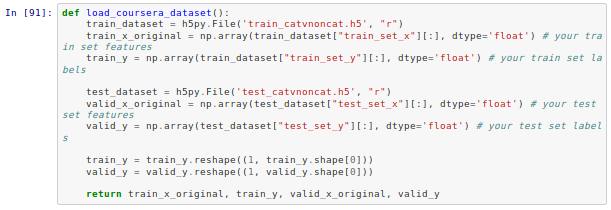 In [91]: def load_coursera_dataset():
train_dataset = h5py.File('train_catvnoncat.h5', "r")
train_x_original = np.array(train_dataset["train_set_x"][:], dtype='float') # your tra
in set features
train_y = np.array(train_dataset["train_set_y"][:], dtype='float') # your train set la
bels
test_dataset = h5py.File('test_catvnoncat.h5', "r")
valid_x_original = np.array(test_dataset["test_set_x"][:], dtype='float') # your test
set features
valid_y = np.array(test_dataset["test_set_y"][:], dtype='float') # your test set label
s
train_y = train_y.reshape((1, train_y.shape[0]))
valid_y = valid_y.reshape((1, valid_y.shape[0]))
return train_x_original, train_y, valid_x_original, valid_y